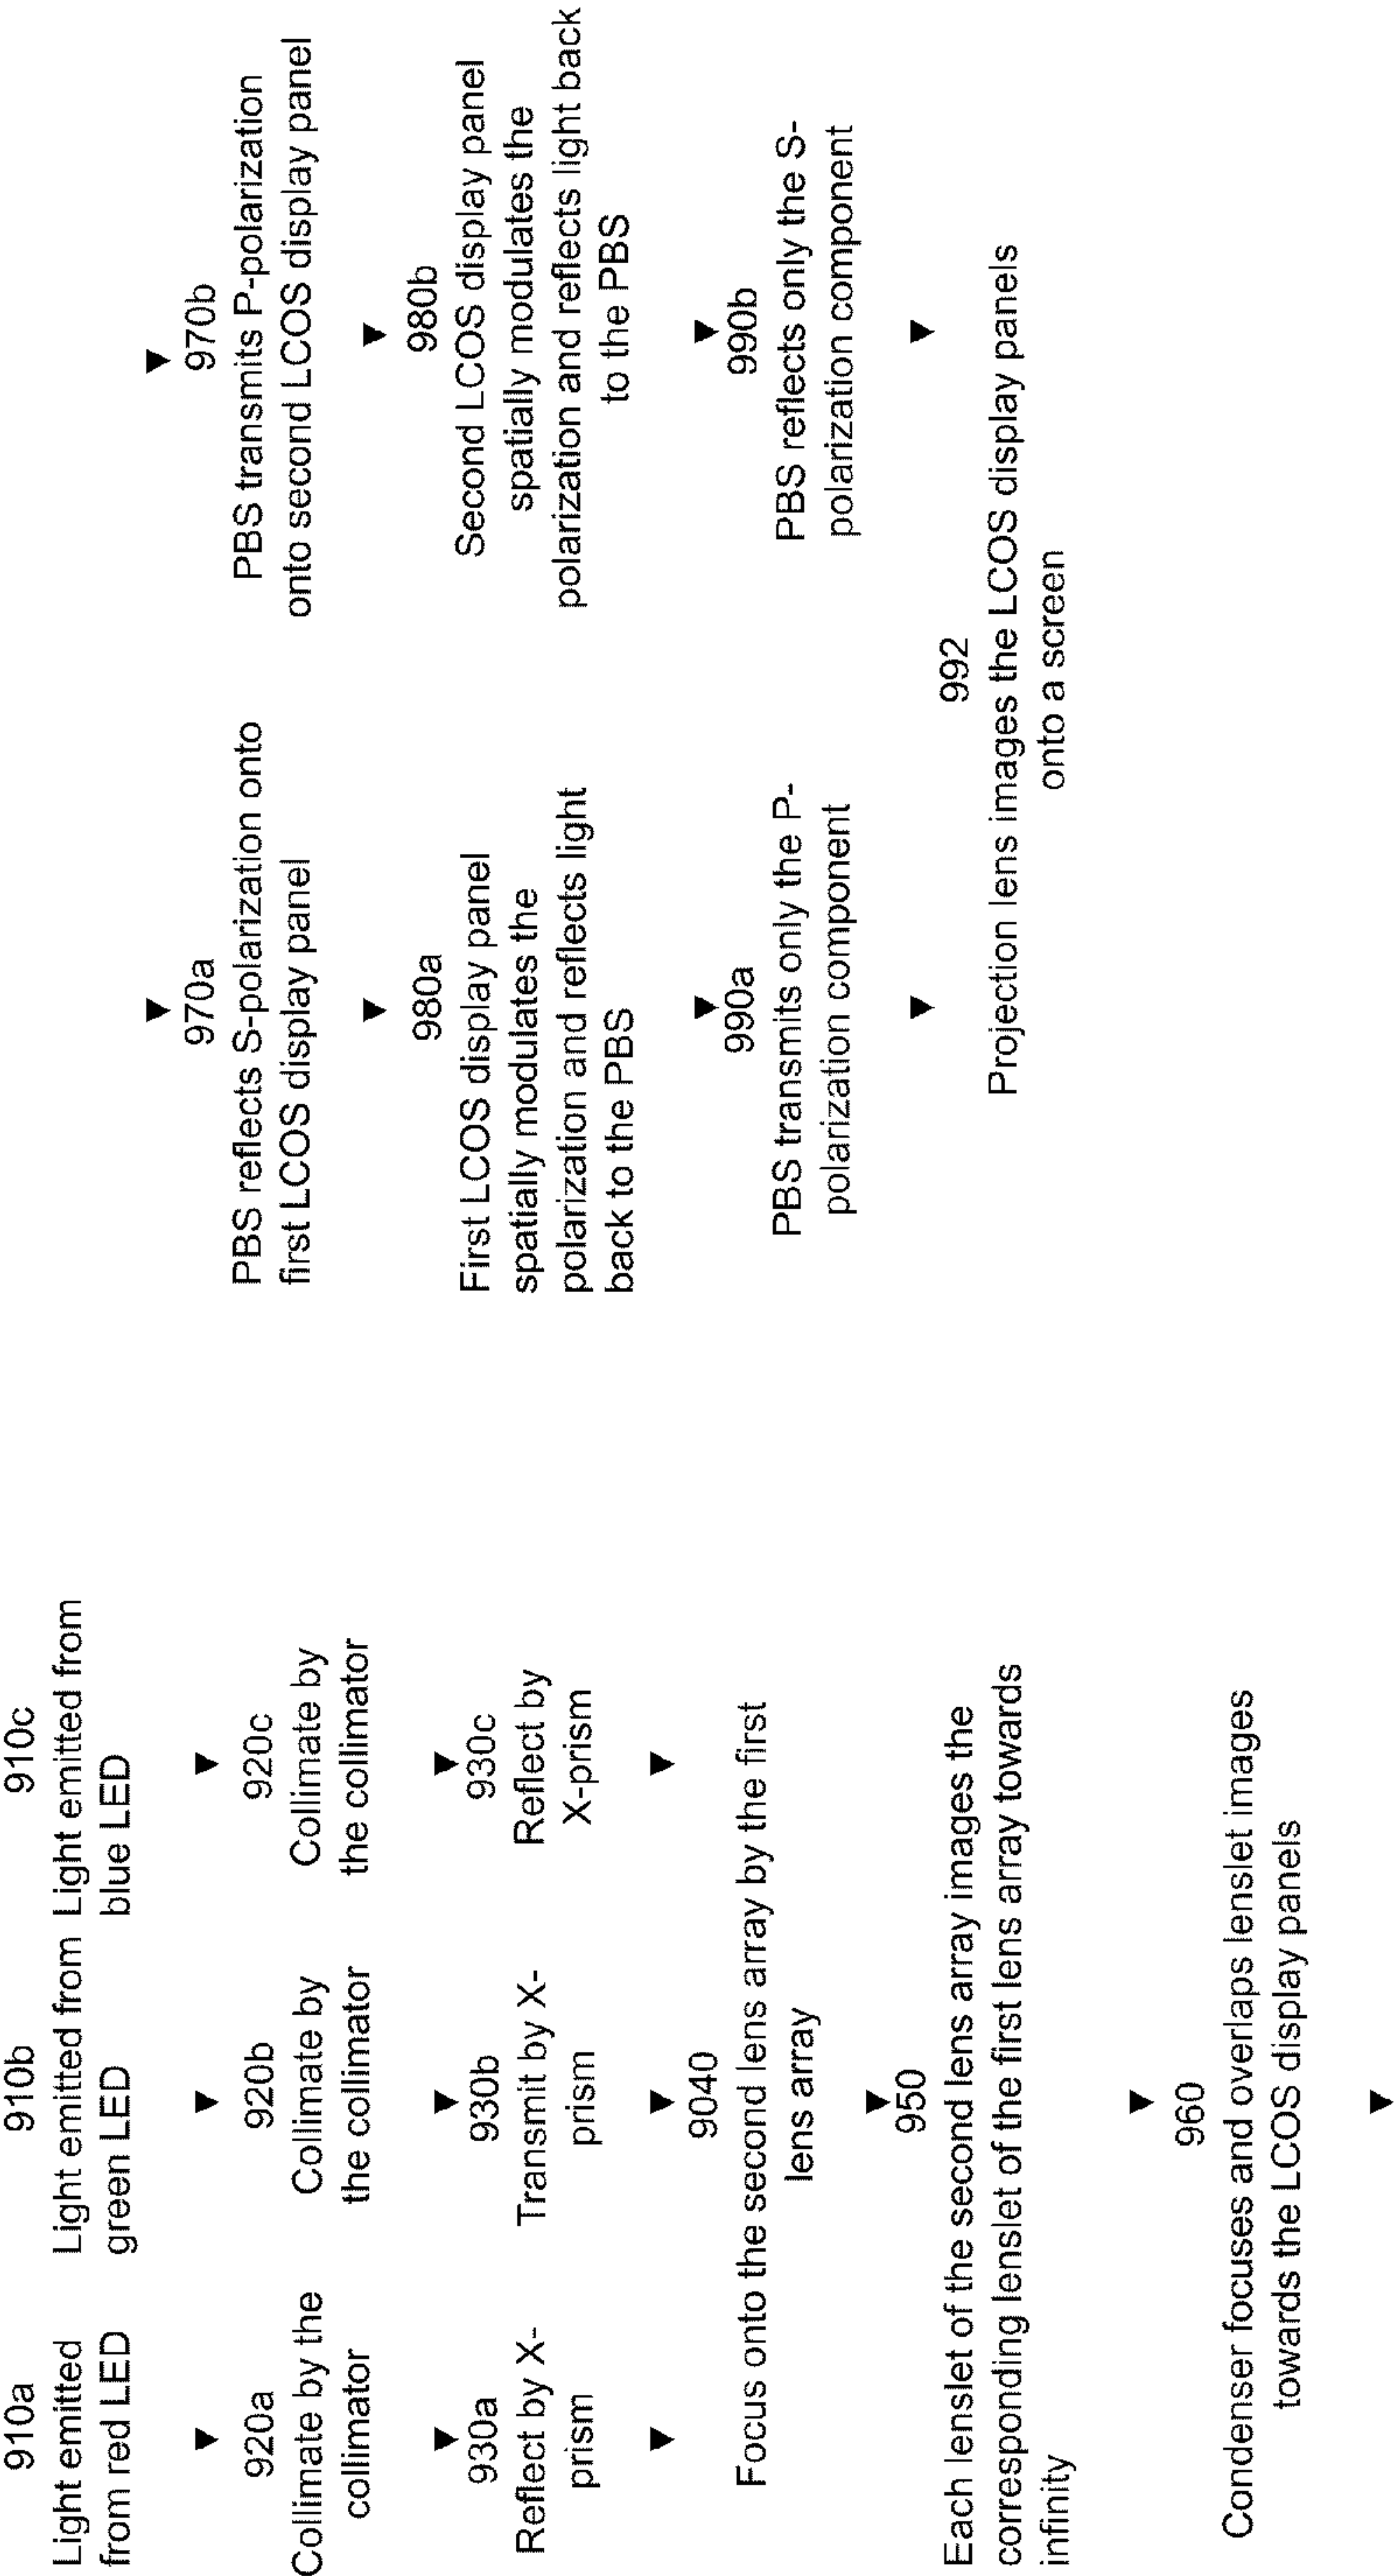 910a
Light emitted
from red LED
910b
Light emitted from
green LED
910c
Light emitted from
blue LED
920a
Collimate by the
collimator
920b
Collimate by
the collimator
920c
Collimate by
the collimator
930a
Reflect by X-
prism
930b
Transmit by X-
prism
930c
Reflect by
X-prism
9040
Focus onto the second lens array by the first
lens array
950
Each lenslet of the second lens array images the
corresponding lenslet of the first lens array towards
infinity
960
Condenser focuses and overlaps lenslet images
towards the LCOS display panels
970a
PBS reflects S-polarization onto
first LCOS display panel
970b
PBS transmits P-polarization
onto second LCOS display panel
980a
First LCOS display panel
spatially modulates the
polarization and reflects light
back to the PBS
980b
Second LCOS display panel
spatially modulates the
polarization and reflects light back
to the PBS
990a
PBS transmits only the P-
polarization component
990b
PBS reflects only the S-
polarization component
992
Projection lens images the LCOS display panels
onto a screen